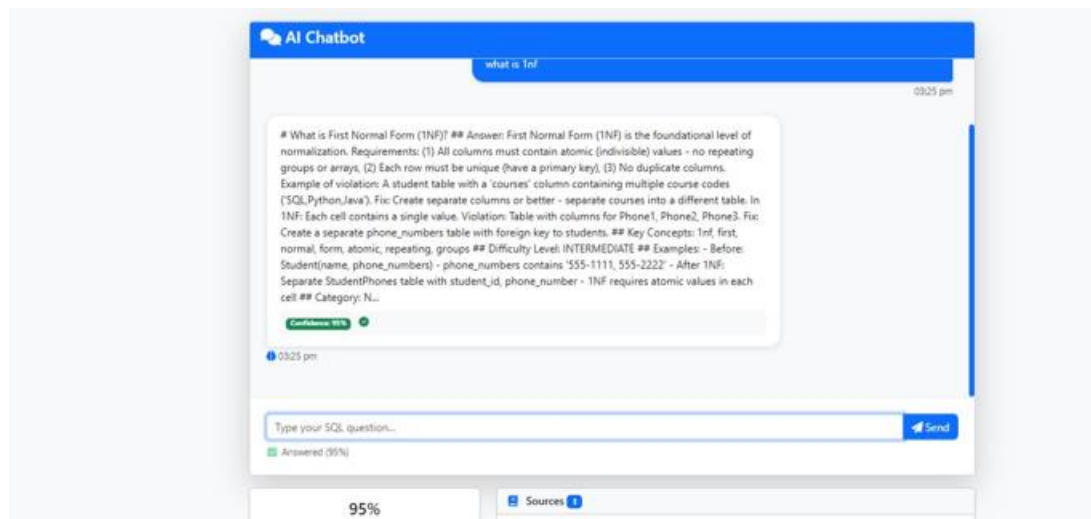 AI Chatbot
what is 1nf
03:25 pm
# What is First Normal Form (1NF)? ## Answer: First Normal Form (1NF) is the foundational level of
normalization. Requirements: (1) All columns must contain atomic (indivisible) values - no repeating
groups or arrays, (2) Each row must be unique (have a primary key), (3) No duplicate columns.
Example of violation: A student table with a 'courses' column containing multiple course codes
('SQL,Python,Java'). Fix: Create separate columns or better - separate courses into a different table. In
1NF: Each cell contains a single value. Violation: Table with columns for Phone1, Phone2, Phone3. Fix:
Create a separate phone_numbers table with foreign key to students. ## Key Concepts: 1nf, first,
normal, form, atomic, repeating, groups ## Difficulty Level: INTERMEDIATE ## Examples: - Before:
Student(name, phone_numbers) - phone_numbers contains '555-1111, 555-2222' - After 1NF:
Separate StudentPhones table with student_id, phone_number - 1NF requires atomic values in each
cell ## Category: N...
Confidence: 95%
03:25 pm
Type your SQL question...
Send
Answered (95%)
95%
Sources 1